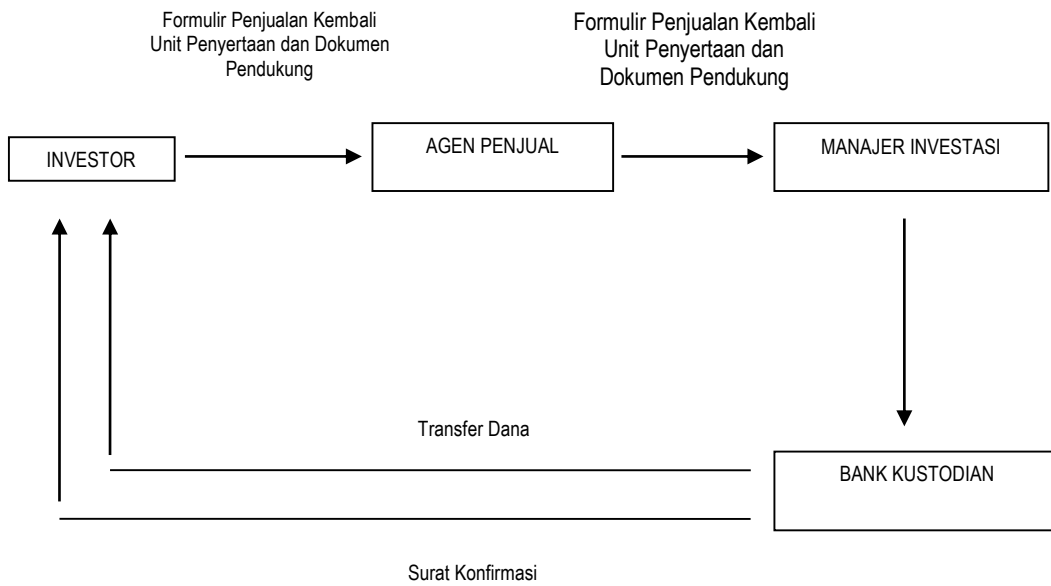 Formulir Penjualan Kembali
Unit Penyertaan dan Dokumen
Pendukung
Formulir Penjualan Kembali
Unit Penyertaan dan
Dokumen Pendukung
INVESTOR
AGEN PENJUAL
MANAJER INVESTASI
Transfer Dana
BANK KUSTODIAN
Surat Konfirmasi